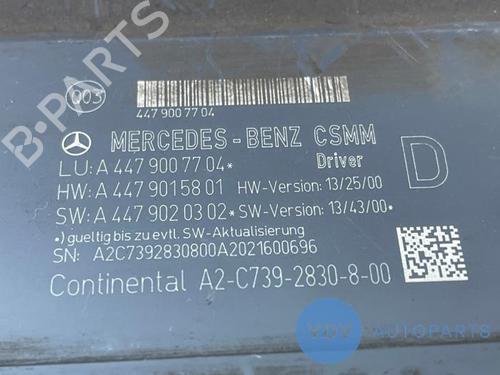 Q03
447 900 77 04
MERCEDES-BENZ CSMM
LU: A 447 900 77 04* Driver
D
HW: A 447 901 58 01 HW-Version: 13/25/00
SW: A 447 902 03 02* SW-Version: 13/43/00*
*) gueltig bis zu evtl. SW-Aktualisierung
SN: A2C7392830800A2021600696
Continental A2-C739-2830-8-00
B-PARTS
VDV AUTOPARTS